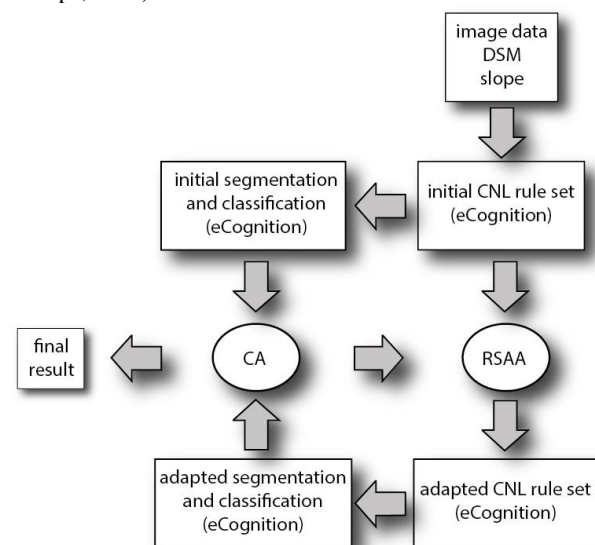 image data
DSM
slope
initial segmentation
and classification
(eCognition)
initial CNL rule set
(eCognition)
final
result
CA
RSAA
adapted segmentation
and classification
(eCognition)
adapted CNL rule set
(eCognition)